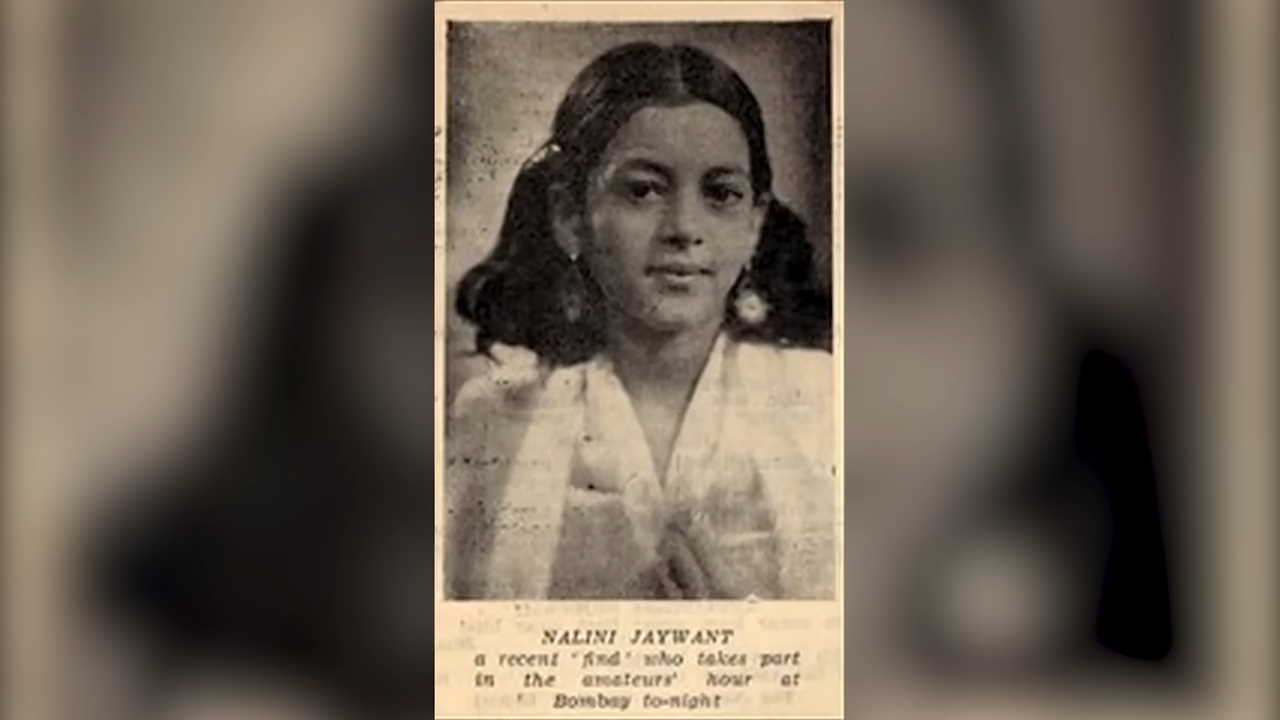 NALINI JAYWANT
a recent 'find' who takes part
in the amateurs' hour at
Bombay to-night